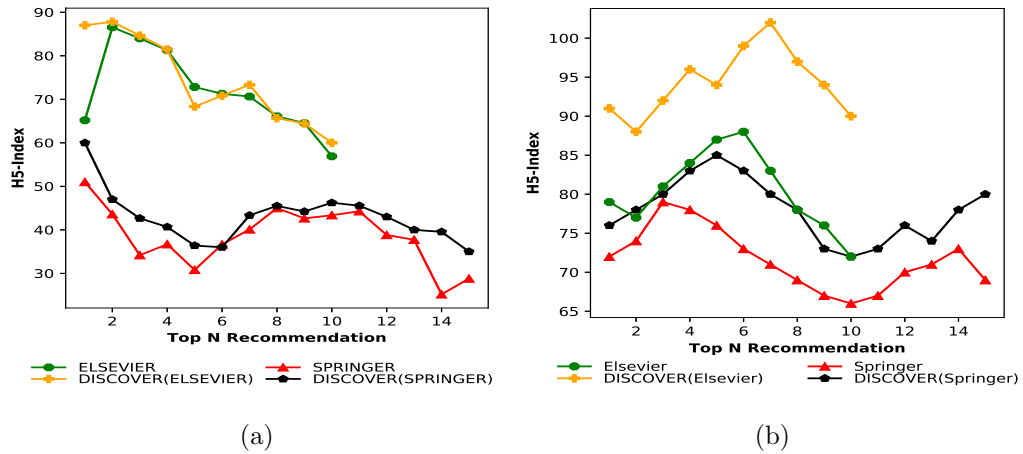 90
80
70
60
50
40
30
H5-Index
2 4 6 8 10 12 14
Top N Recommendation
ELSEVIER
DISCOVER(ELSEVIER)
SPRINGER
DISCOVER(SPRINGER)
(a)
100
95
90
85
80
75
70
65
H5-Index
2 4 6 8 10 12 14
Top N Recommendation
Elsevier
DISCOVER(Elsevier)
Springer
DISCOVER(Springer)
(b)